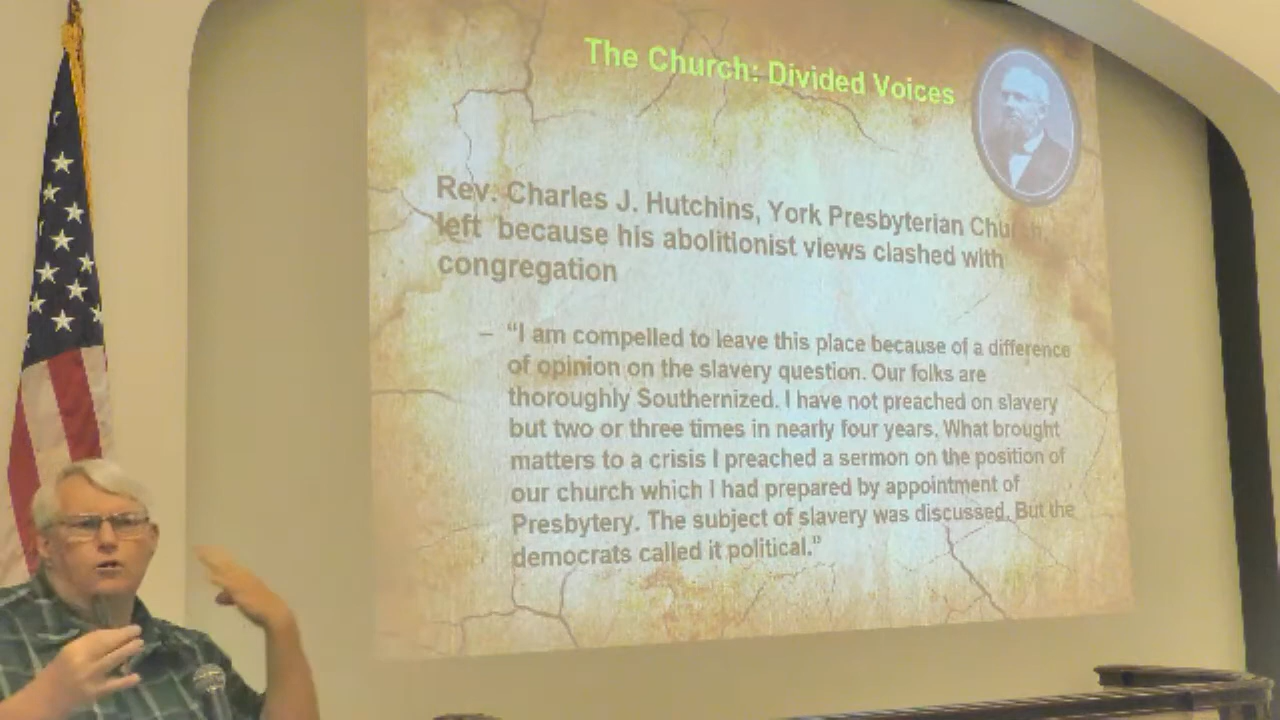 The Church: Divided Voices
Rev. Charles J. Hutchins, York Presbyterian Church,
left because his abolitionist views clashed with
congregation
– “I am compelled to leave this place because of a difference
of opinion on the slavery question. Our folks are
thoroughly Southernized. I have not preached on slavery
but two or three times in nearly four years. What brought
matters to a crisis I preached a sermon on the position of
our church which I had prepared by appointment of
Presbytery. The subject of slavery was discussed. But the
democrats called it political.”